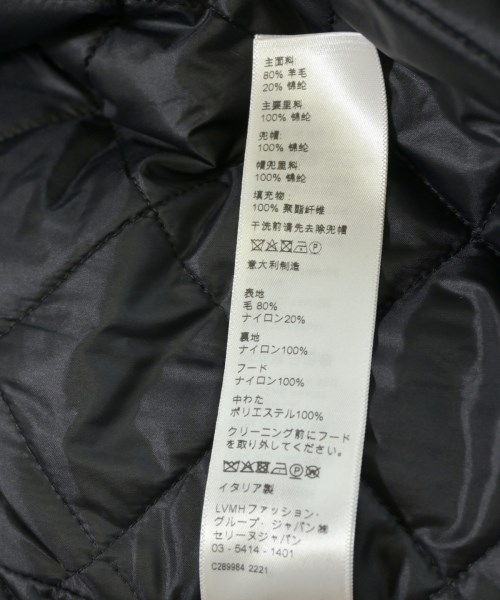 主面料:
80% 羊毛
20% 锦纶
主要里料
100% 锦纶
兜帽:
100% 锦纶
帽兜里料
100% 锦纶
填充物:
100% 聚酯纤维
干洗前请先去除兜帽
P
意大利制造
表地
毛 80%
ナイロン20%
裏地
ナイロン100%
フード
ナイロン100%
中わた
ポリエステル100%
クリーニング前にフード
を取り外してください。
P
イタリア製
LVMHファッション・
グループ・ジャパン㈱
セリーヌジャパン
03 - 5414 - 1401
C289984 2221